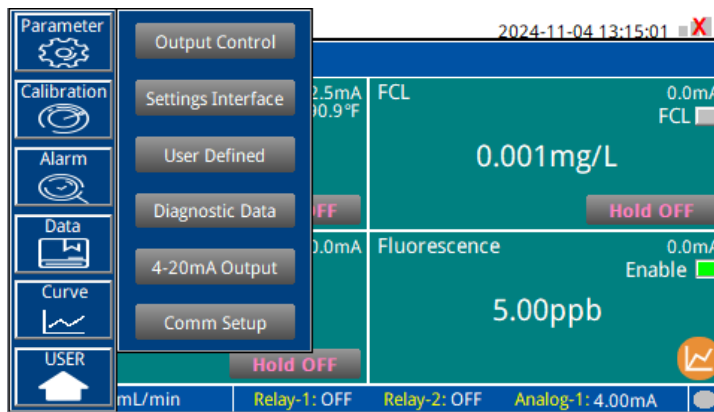 Parameter
Output Control
2024-11-04 13:15:01
X
Calibration
Settings Interface
2.5mA
FCL
0.0mA
FCL
Alarm
User Defined
0.001mg/L
Diagnostic Data
Hold OFF
Data
4-20mA Output
0.0mA
Fluorescence
0.0mA
Enable
Curve
5.00ppb
Comm Setup
USER
Hold OFF
mL/min
Relay-1: OFF
Relay-2: OFF
Analog-1: 4.00mA